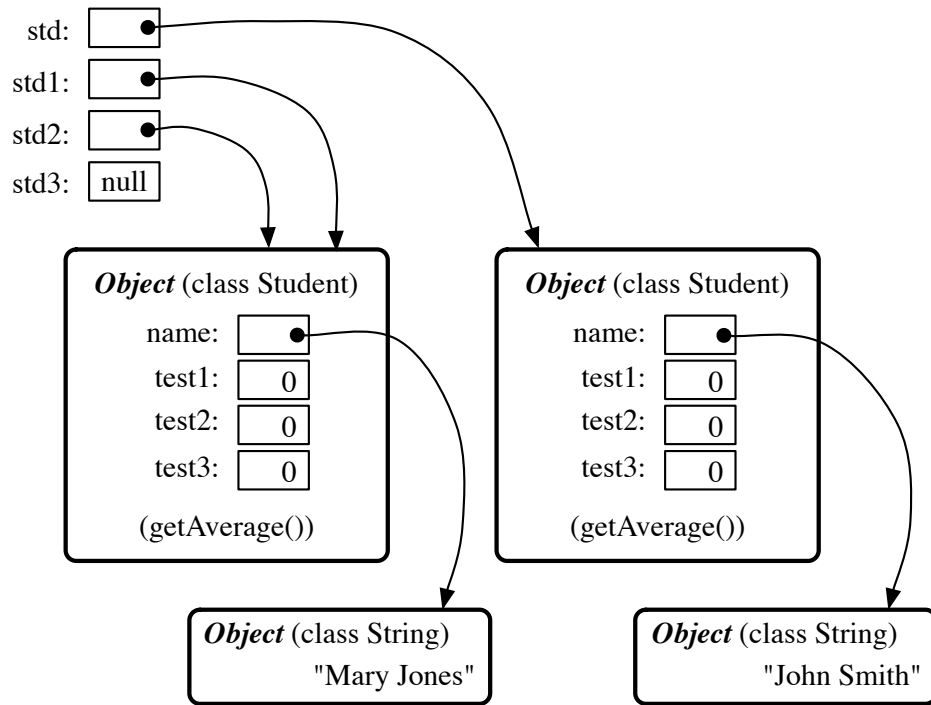 std:
std1:
std2:
std3: null
Object (class Student)
name:
test1: 0
test2: 0
test3: 0
(getAverage())
Object (class Student)
name:
test1: 0
test2: 0
test3: 0
(getAverage())
Object (class String)
"Mary Jones"
Object (class String)
"John Smith"